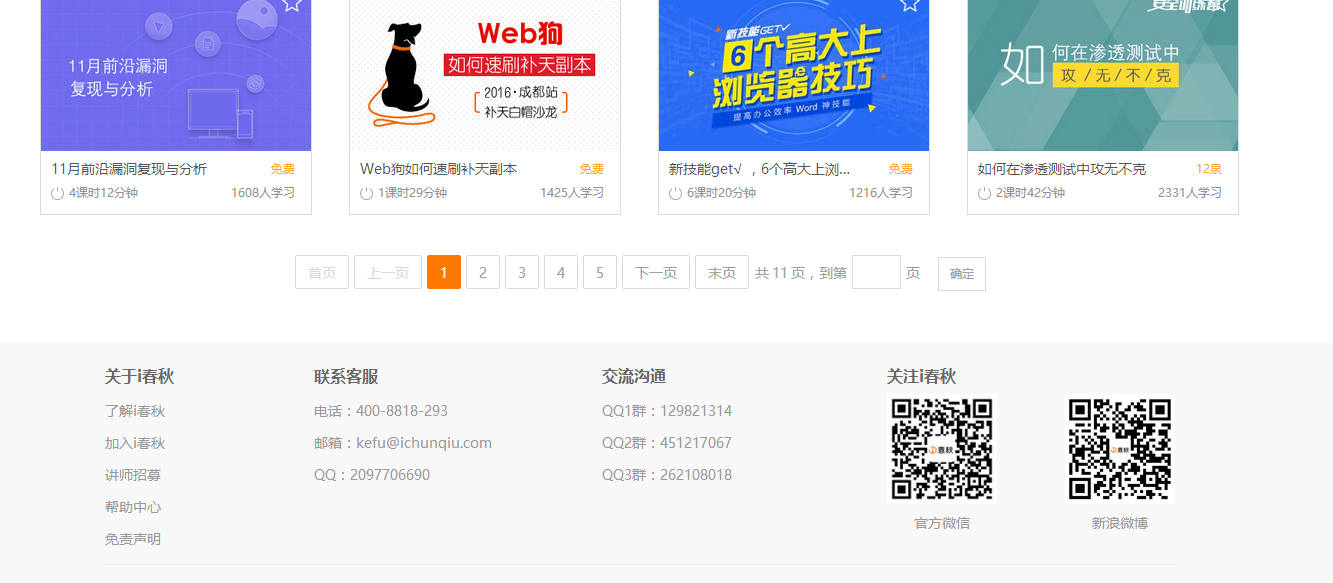 11月前沿漏洞
复现与分析
Web狗
如何速刷补天副本
2016·成都站
补天白帽沙龙
新技能GET√
6个高大上
浏览器技巧
提高办公效率 Word 神技能
如何在渗透测试中
攻/无/不/克
11月前沿漏洞复现与分析 免费
4课时12分钟 1608人学习
Web狗如何速刷补天副本 免费
1课时29分钟 1425人学习
新技能get√ ，6个高大上浏... 免费
6课时20分钟 1216人学习
如何在渗透测试中攻无不克 12泉
2课时42分钟 2331人学习
首页 上一页 1 2 3 4 5 下一页 末页 共 11 页，到第 页 确定
关于i春秋
了解i春秋
加入i春秋
讲师招募
帮助中心
免责声明
联系客服
电话：400-8818-293
邮箱：kefu@ichunqiu.com
QQ：2097706690
交流沟通
QQ1群：129821314
QQ2群：451217067
QQ3群：262108018
关注i春秋
i春秋
i春秋
官方微信
新浪微博